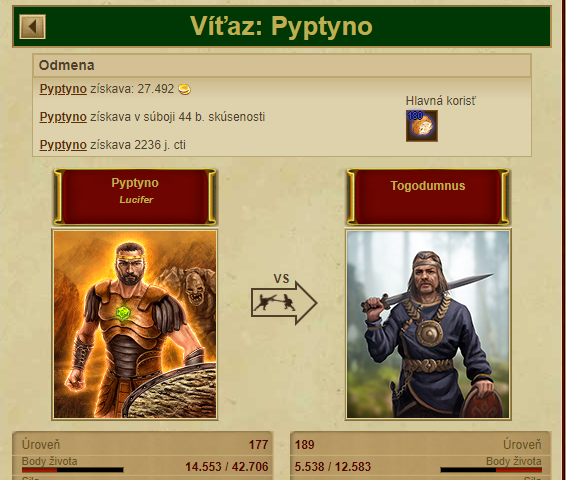 Víťaz: Pyptyno
Odmena
Pyptyno získava: 27.492
Pyptyno získava v súboji 44 b. skúsenosti
Pyptyno získava 2236 j. cti
Hlavná korisť
Pyptyno
Lucifer
VS
Togodumnus
Úroveň 177
Body života 14.553 / 42.706
189 Úroveň
5.538 / 12.583 Body života